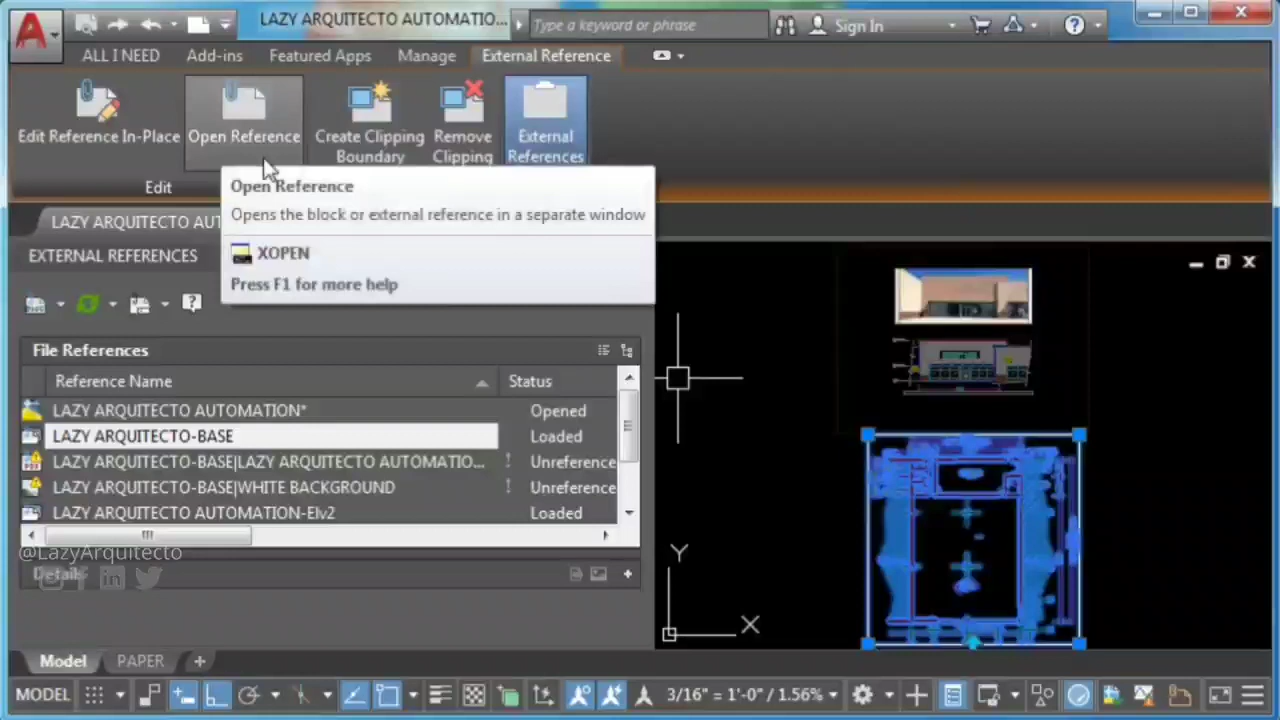 LAZY ARQUITECTO AUTOMATIO...
Type a keyword or phrase
Sign In
ALL I NEED
Add-ins
Featured Apps
Manage
External Reference
Edit Reference In-Place
Open Reference
Create Clipping
Boundary
Remove
Clipping
External
References
Edit
Open Reference
Opens the block or external reference in a separate window
XOPEN
Press F1 for more help
LAZY ARQUITECTO AUT
EXTERNAL REFERENCES
File References
Reference Name
Status
LAZY ARQUITECTO AUTOMATION*
Opened
LAZY ARQUITECTO-BASE
Loaded
LAZY ARQUITECTO-BASE|LAZY ARQUITECTO AUTOMATIO...
! Unreference
LAZY ARQUITECTO-BASE|WHITE BACKGROUND
! Unreference
LAZY ARQUITECTO AUTOMATION-Elv2
Loaded
@LazyArquitecto
Details
Y
X
Model
PAPER
MODEL
3/16" = 1'-0" / 1.56%